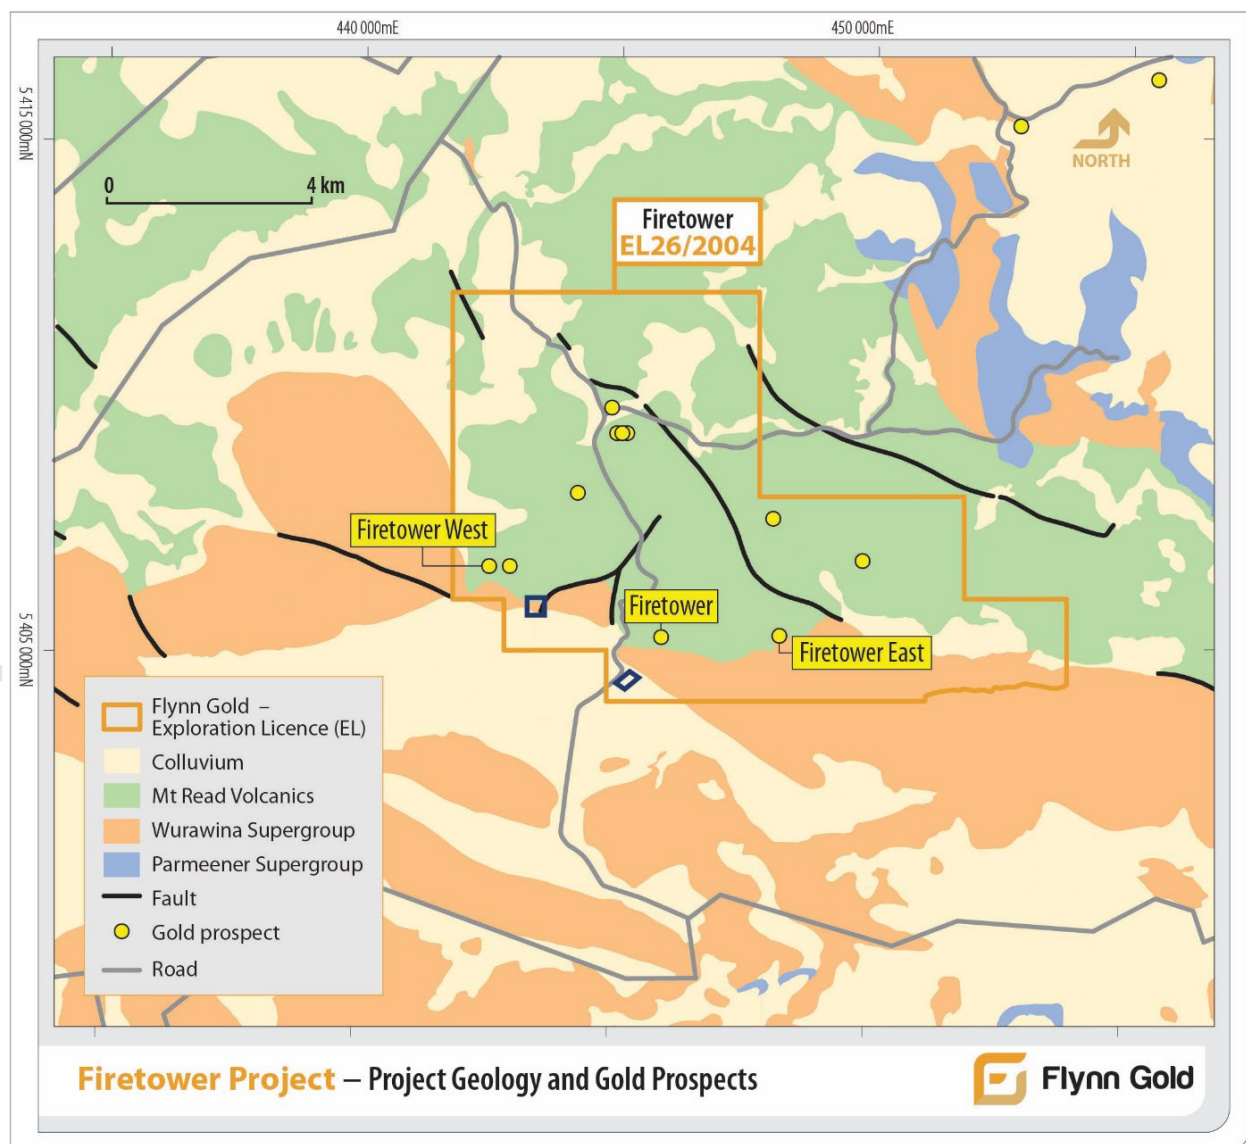 440 000mE
450 000mE
5 415 000mN
NORTH
0
4 km
Firetower
EL26/2004
Firetower West
Firetower
Firetower East
5 405 000mN
Flynn Gold –
Exploration Licence (EL)
Colluvium
Mt Read Volcanics
Wurawina Supergroup
Parmeener Supergroup
Fault
Gold prospect
Road
Firetower Project – Project Geology and Gold Prospects
Flynn Gold